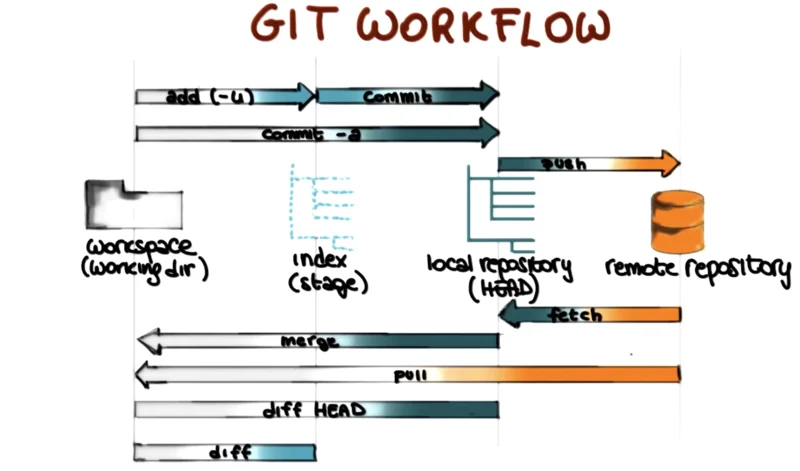 GIT WORKFLOW
add (-u)
commit
commit -a
push
workspace
(working dir)
index
(stage)
local repository
(HEAD)
remote repository
fetch
merge
pull
diff HEAD
diff